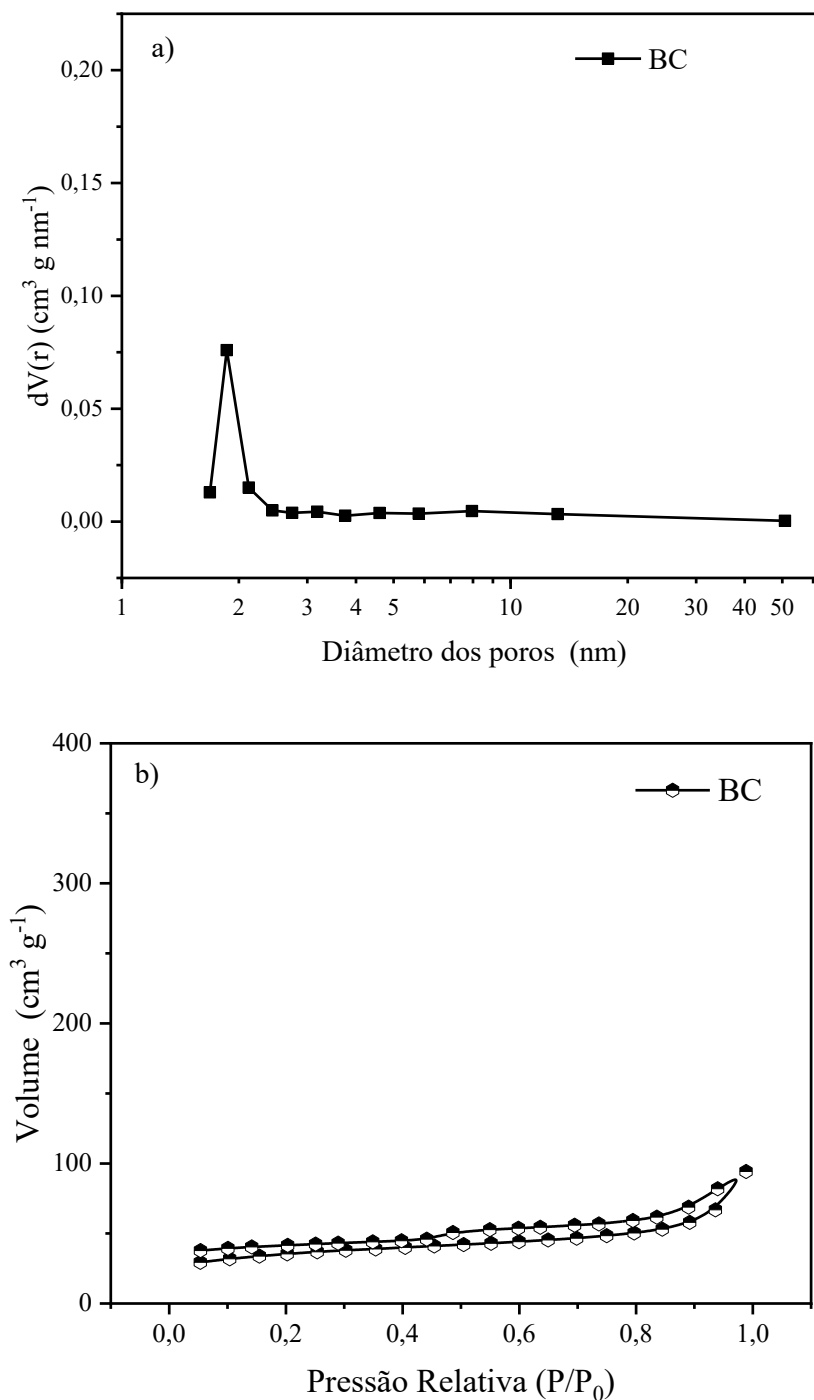 a)
BC
0,20
0,15
0,10
0,05
0,00
dV(r) (cm³ g nm⁻¹)
1 2 3 4 5 10 20 30 40 50
Diâmetro dos poros (nm)
b)
BC
400
300
200
100
0
Volume (cm³ g⁻¹)
0,0 0,2 0,4 0,6 0,8 1,0
Pressão Relativa (P/P₀)